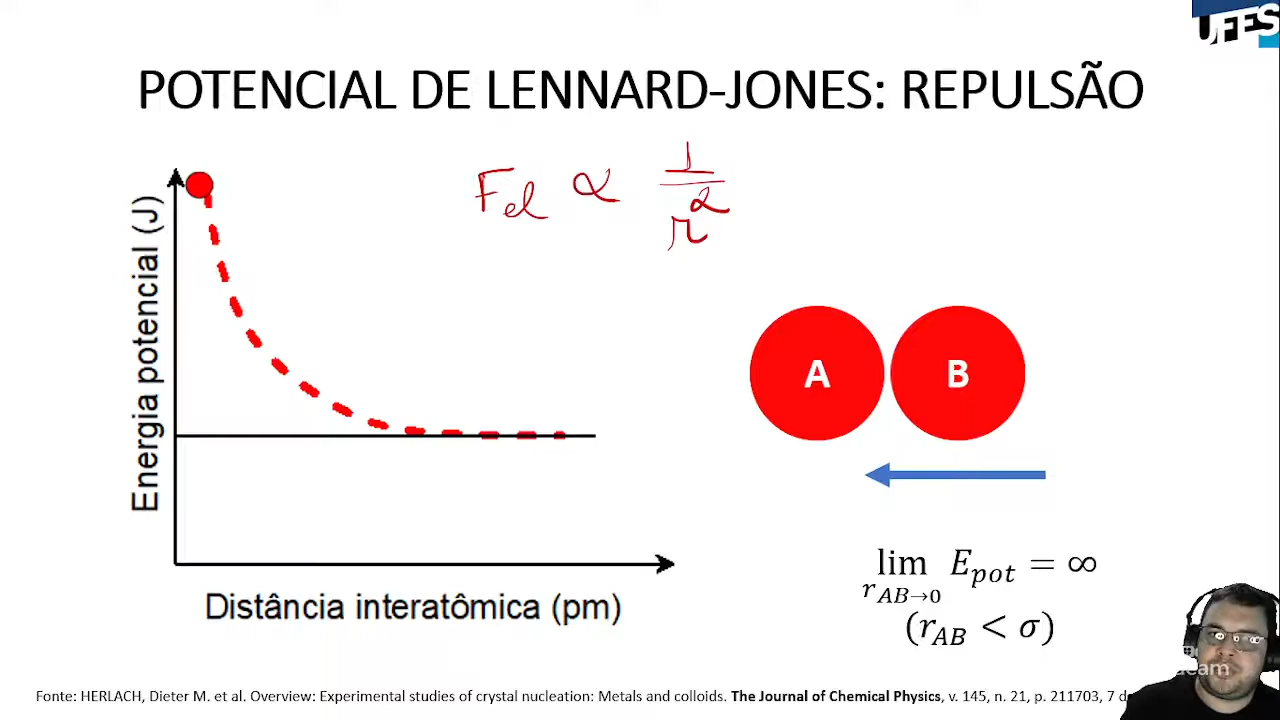 UFES
POTENCIAL DE LENNARD-JONES: REPULSÃO
F_el ∝ 1/r^2
Energia potencial (J)
A B
lim E_pot = ∞
r_AB→0
(r_AB < σ)
Distância interatômica (pm)
Fonte: HERLACH, Dieter M. et al. Overview: Experimental studies of crystal nucleation: Metals and colloids. The Journal of Chemical Physics, v. 145, n. 21, p. 211703, 7 d